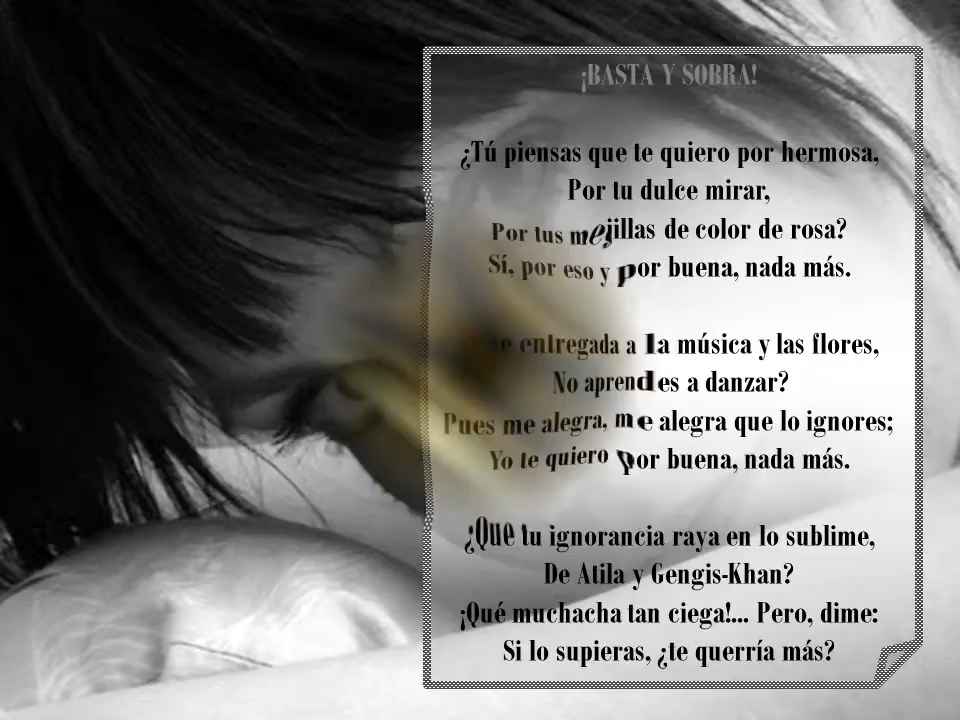 ¡BASTA Y SOBRA!
¿Tú piensas que te quiero por hermosa,
Por tu dulce mirar,
Por tus mejillas de color de rosa?
Sí, por eso y por buena, nada más.
entregada a la música y las flores,
No aprendes a danzar?
Pues me alegra, me alegra que lo ignores;
Yo te quiero por buena, nada más.
¿Que tu ignorancia raya en lo sublime,
De Atila y Gengis-Khan?
¡Qué muchacha tan ciega!... Pero, dime:
Si lo supieras, ¿te querría más?